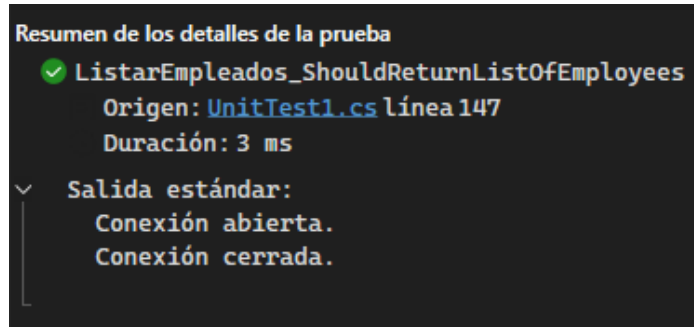 Resumen de los detalles de la prueba
ListarEmpleados_ShouldReturnListOfEmployees
Origen: UnitTest1.cs línea 147
Duración: 3 ms
Salida estándar:
Conexión abierta.
Conexión cerrada.